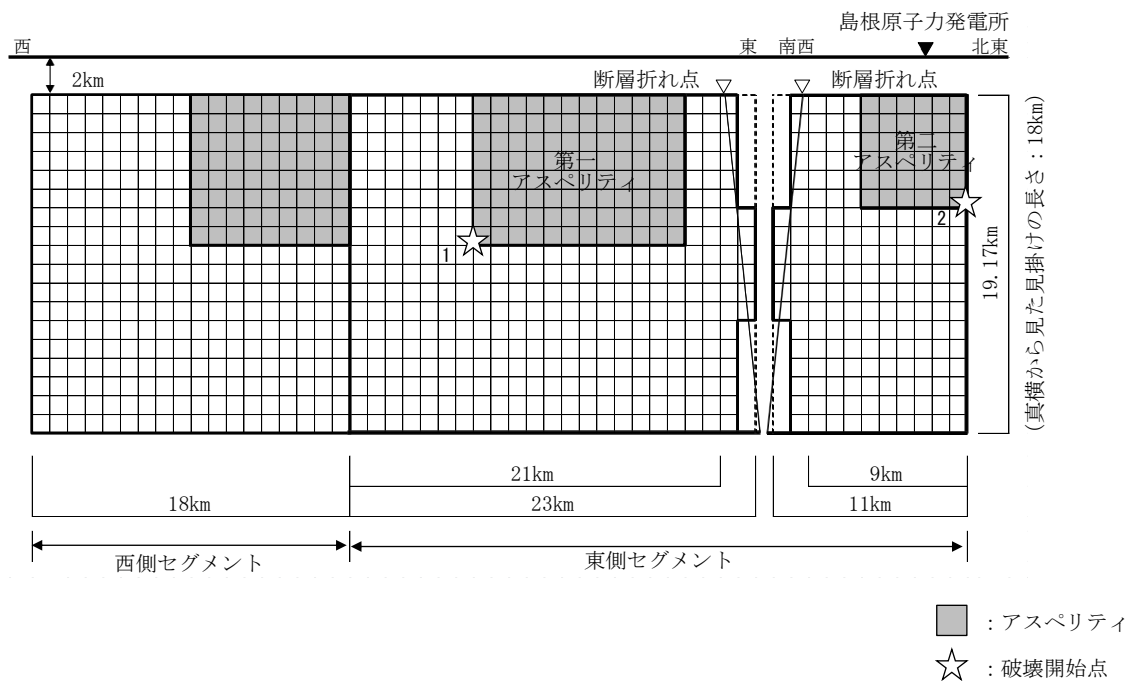 島根原子力発電所
西
東
南西
北東
2km
断層折れ点
断層折れ点
第一
アスペリティ
第二
アスペリティ
1
2
19.17km
(真横から見た見掛けの長さ：18km)
21km
9km
18km
23km
11km
西側セグメント
東側セグメント
：アスペリティ
：破壊開始点